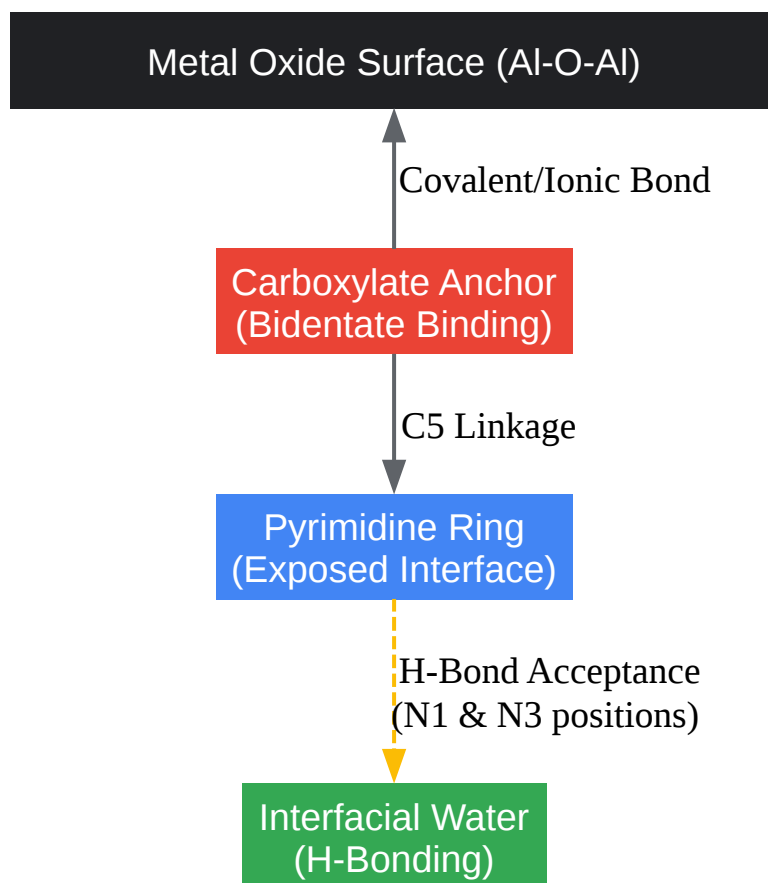 Metal Oxide Surface (Al-O-Al)
Covalent/Ionic Bond
Carboxylate Anchor
(Bidentate Binding)
C5 Linkage
Pyrimidine Ring
(Exposed Interface)
H-Bond Acceptance
(N1 & N3 positions)
Interfacial Water
(H-Bonding)